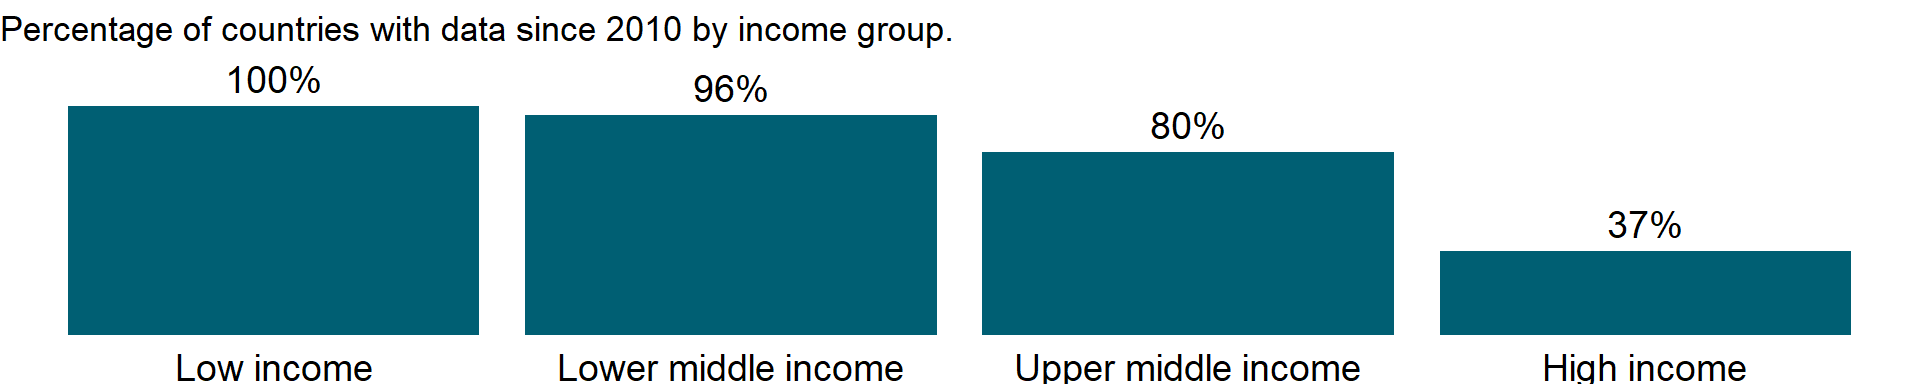 Percentage of countries with data since 2010 by income group.
100%
96%
80%
37%
Low income
Lower middle income
Upper middle income
High income